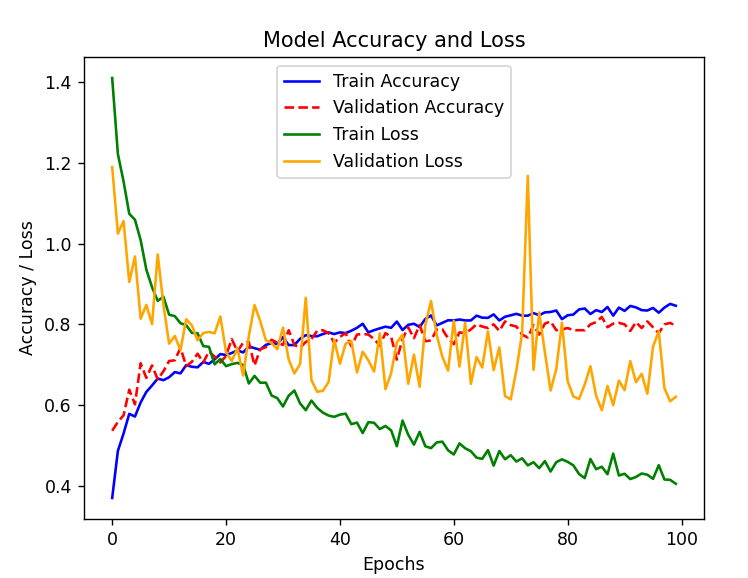 Model Accuracy and Loss
Train Accuracy
Validation Accuracy
Train Loss
Validation Loss
Accuracy / Loss
1.4
1.2
1.0
0.8
0.6
0.4
0 20 40 60 80 100
Epochs